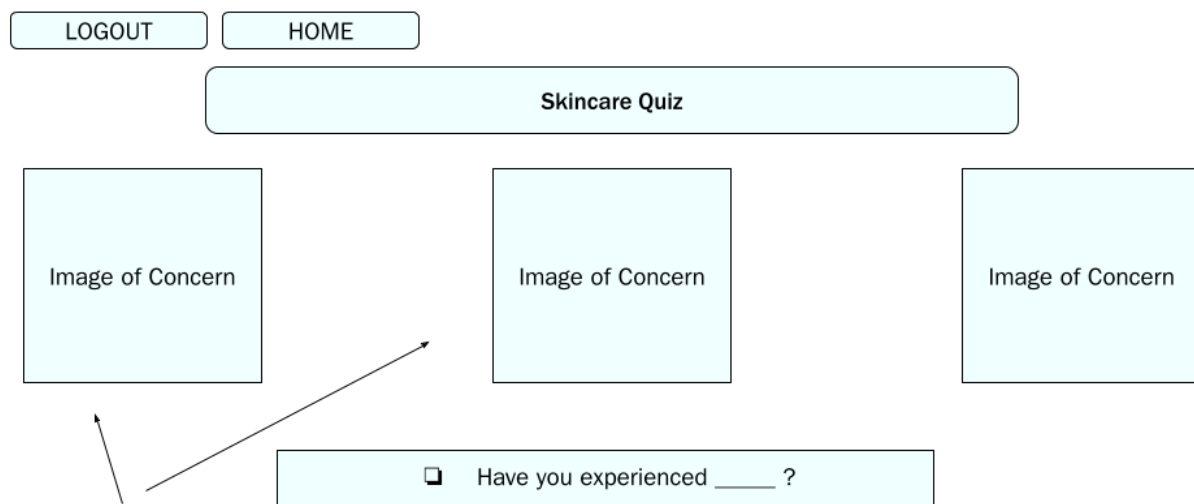 LOGOUT HOME
Skincare Quiz
Image of Concern Image of Concern Image of Concern
❏ Have you experienced _____ ?